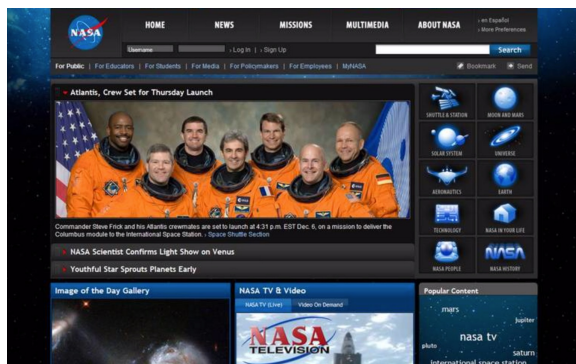 NASA
HOME
NEWS
MISSIONS
MULTIMEDIA
ABOUT NASA
› en Español
› More Preferences
Username
› Log In | › Sign Up
Search
For Public | For Educators | For Students | For Media | For Policymakers | For Employees | MyNASA
Bookmark
Send
Atlantis, Crew Set for Thursday Launch
Commander Steve Frick and his Atlantis crewmates are set to launch at 4:31 p.m. EST Dec. 6, on a mission to deliver the
Columbus module to the International Space Station. › Space Shuttle Section
NASA Scientist Confirms Light Show on Venus
Youthful Star Sprouts Planets Early
SHUTTLE & STATION
MOON AND MARS
SOLAR SYSTEM
UNIVERSE
AERONAUTICS
EARTH
TECHNOLOGY
NASA IN YOUR LIFE
NASA PEOPLE
NASA
NASA HISTORY
Image of the Day Gallery
NASA TV & Video
NASA TV (Live)
Video On Demand
NASA
TELEVISION
Popular Content
mars
jupiter
nasa tv
pluto
saturn
international space station